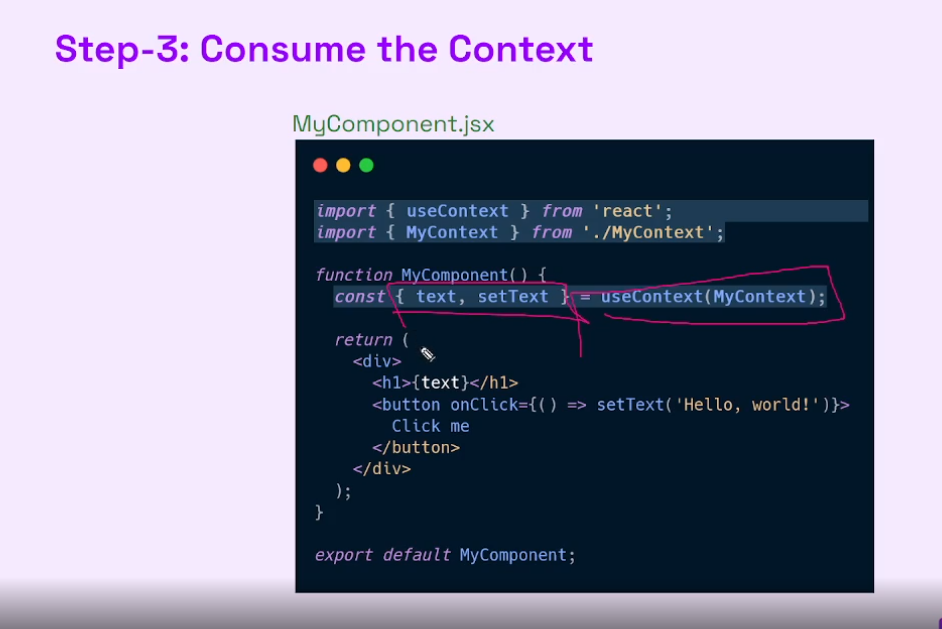 Step-3: Consume the Context
MyComponent.jsx
import { useContext } from 'react';
import { MyContext } from './MyContext';
function MyComponent() {
const { text, setText } = useContext(MyContext);
return (
<div>
<h1>{text}</h1>
<button onClick={() => setText('Hello, world!')}>
Click me
</button>
</div>
);
}
export default MyComponent;